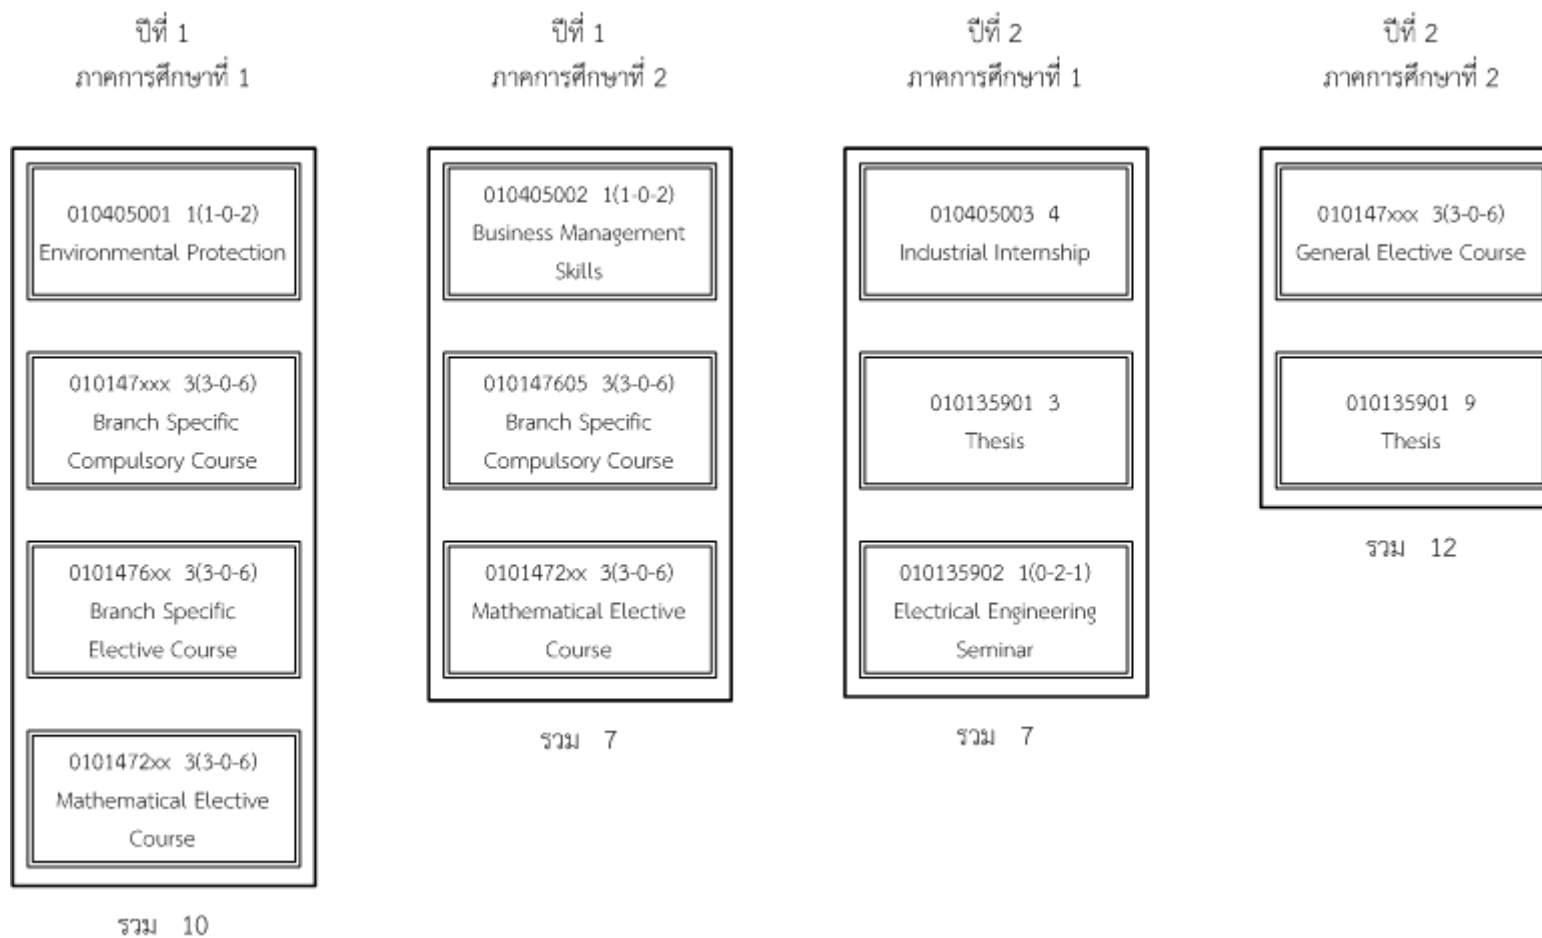 ปีที่ 1
ภาคการศึกษาที่ 1
010405001 1(1-0-2)
Environmental Protection
010147xxx 3(3-0-6)
Branch Specific
Compulsory Course
0101476xx 3(3-0-6)
Branch Specific
Elective Course
0101472xx 3(3-0-6)
Mathematical Elective
Course
รวม 10
ปีที่ 1
ภาคการศึกษาที่ 2
010405002 1(1-0-2)
Business Management
Skills
010147605 3(3-0-6)
Branch Specific
Compulsory Course
0101472xx 3(3-0-6)
Mathematical Elective
Course
รวม 7
ปีที่ 2
ภาคการศึกษาที่ 1
010405003 4
Industrial Internship
010135901 3
Thesis
010135902 1(0-2-1)
Electrical Engineering
Seminar
รวม 7
ปีที่ 2
ภาคการศึกษาที่ 2
010147xxx 3(3-0-6)
General Elective Course
010135901 9
Thesis
รวม 12